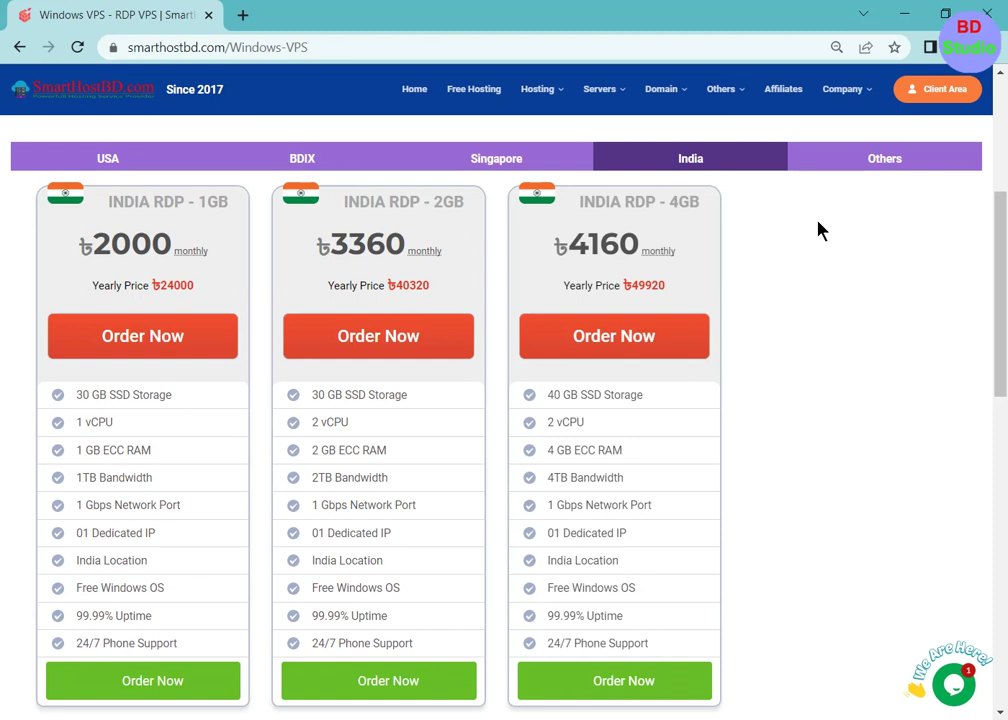 Windows VPS - RDP VPS | Smart
smarthostbd.com/Windows-VPS
BD
Studio
SmartHostBD.com
Powerfull Hosting Service Provider
Since 2017
Home
Free Hosting
Hosting
Servers
Domain
Others
Affiliates
Company
Client Area
USA
BDIX
Singapore
India
Others
INDIA RDP - 1GB
৳2000 monthly
Yearly Price ৳24000
Order Now
30 GB SSD Storage
1 vCPU
1 GB ECC RAM
1TB Bandwidth
1 Gbps Network Port
01 Dedicated IP
India Location
Free Windows OS
99.99% Uptime
24/7 Phone Support
Order Now
INDIA RDP - 2GB
৳3360 monthly
Yearly Price ৳40320
Order Now
30 GB SSD Storage
2 vCPU
2 GB ECC RAM
2TB Bandwidth
1 Gbps Network Port
01 Dedicated IP
India Location
Free Windows OS
99.99% Uptime
24/7 Phone Support
Order Now
INDIA RDP - 4GB
৳4160 monthly
Yearly Price ৳49920
Order Now
40 GB SSD Storage
2 vCPU
4 GB ECC RAM
4TB Bandwidth
1 Gbps Network Port
01 Dedicated IP
India Location
Free Windows OS
99.99% Uptime
24/7 Phone Support
Order Now
We Are Here!
1